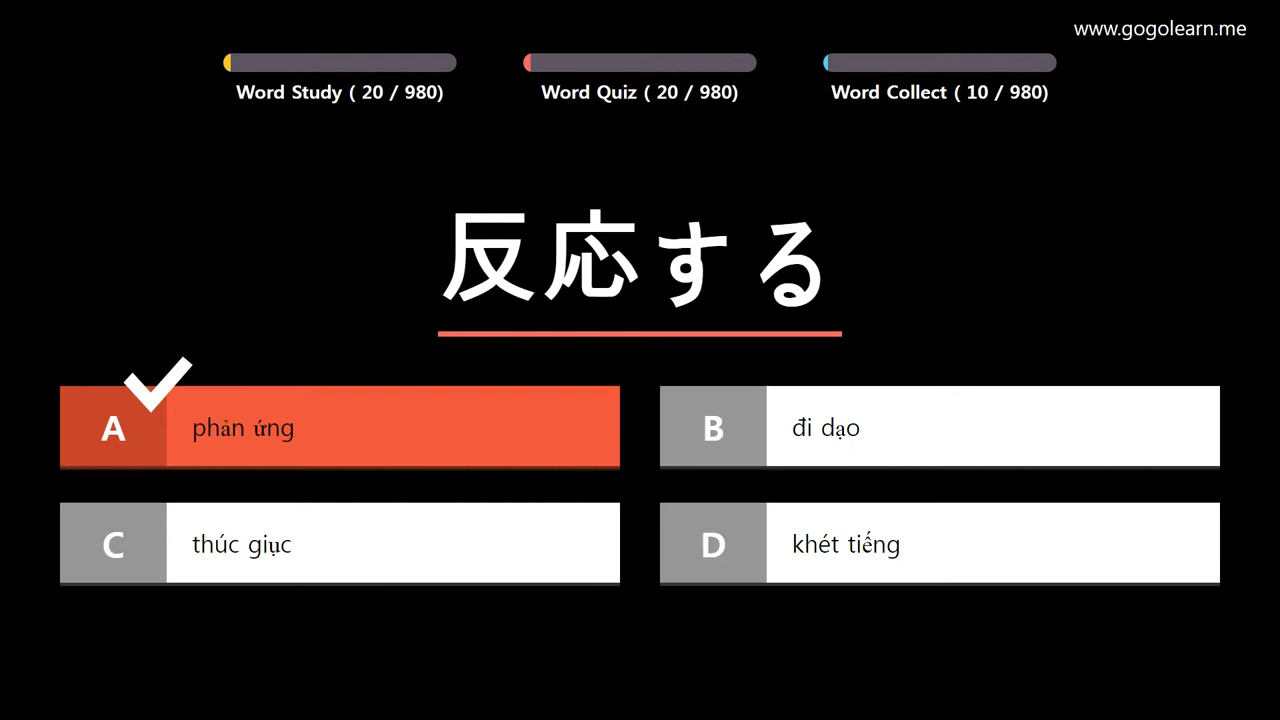 www.gogolearn.me
Word Study ( 20 / 980)
Word Quiz ( 20 / 980)
Word Collect ( 10 / 980)
反応する
A phản ứng
B đi dạo
C thúc giục
D khét tiếng